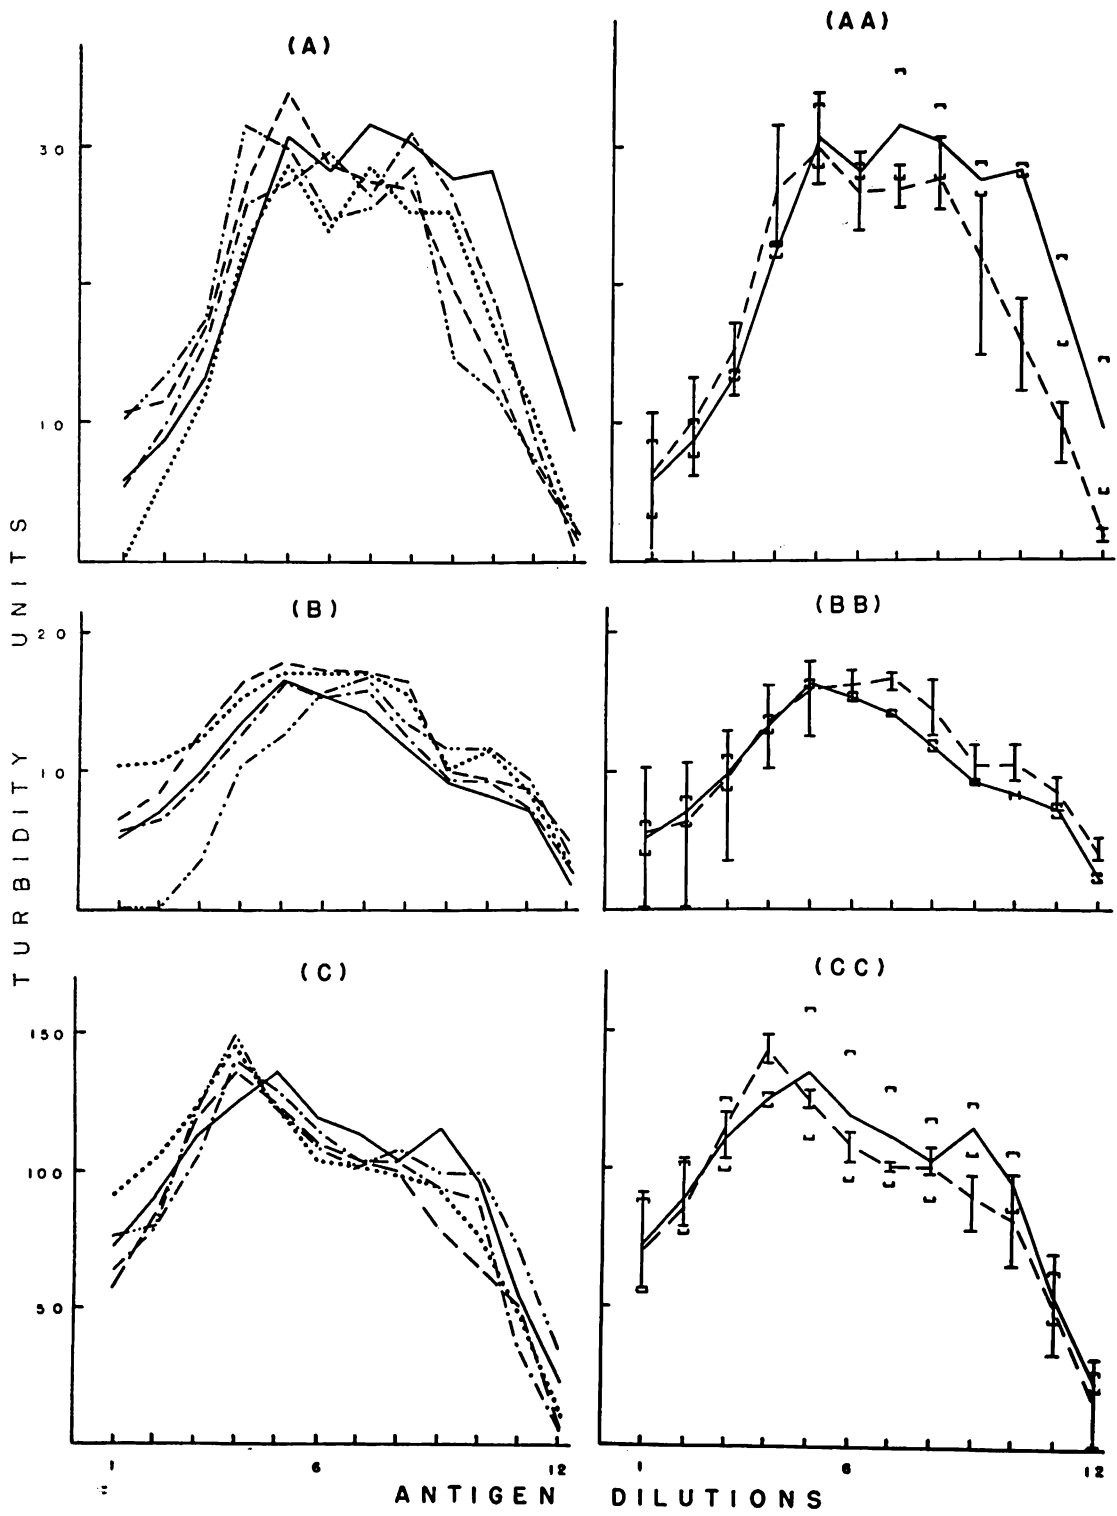 (A)
(AA)
30
10
(B)
(BB)
20
10
(C)
(CC)
150
100
50
TURBIDITY UNITS
1 6 12
1 6 12
ANTIGEN DILUTIONS